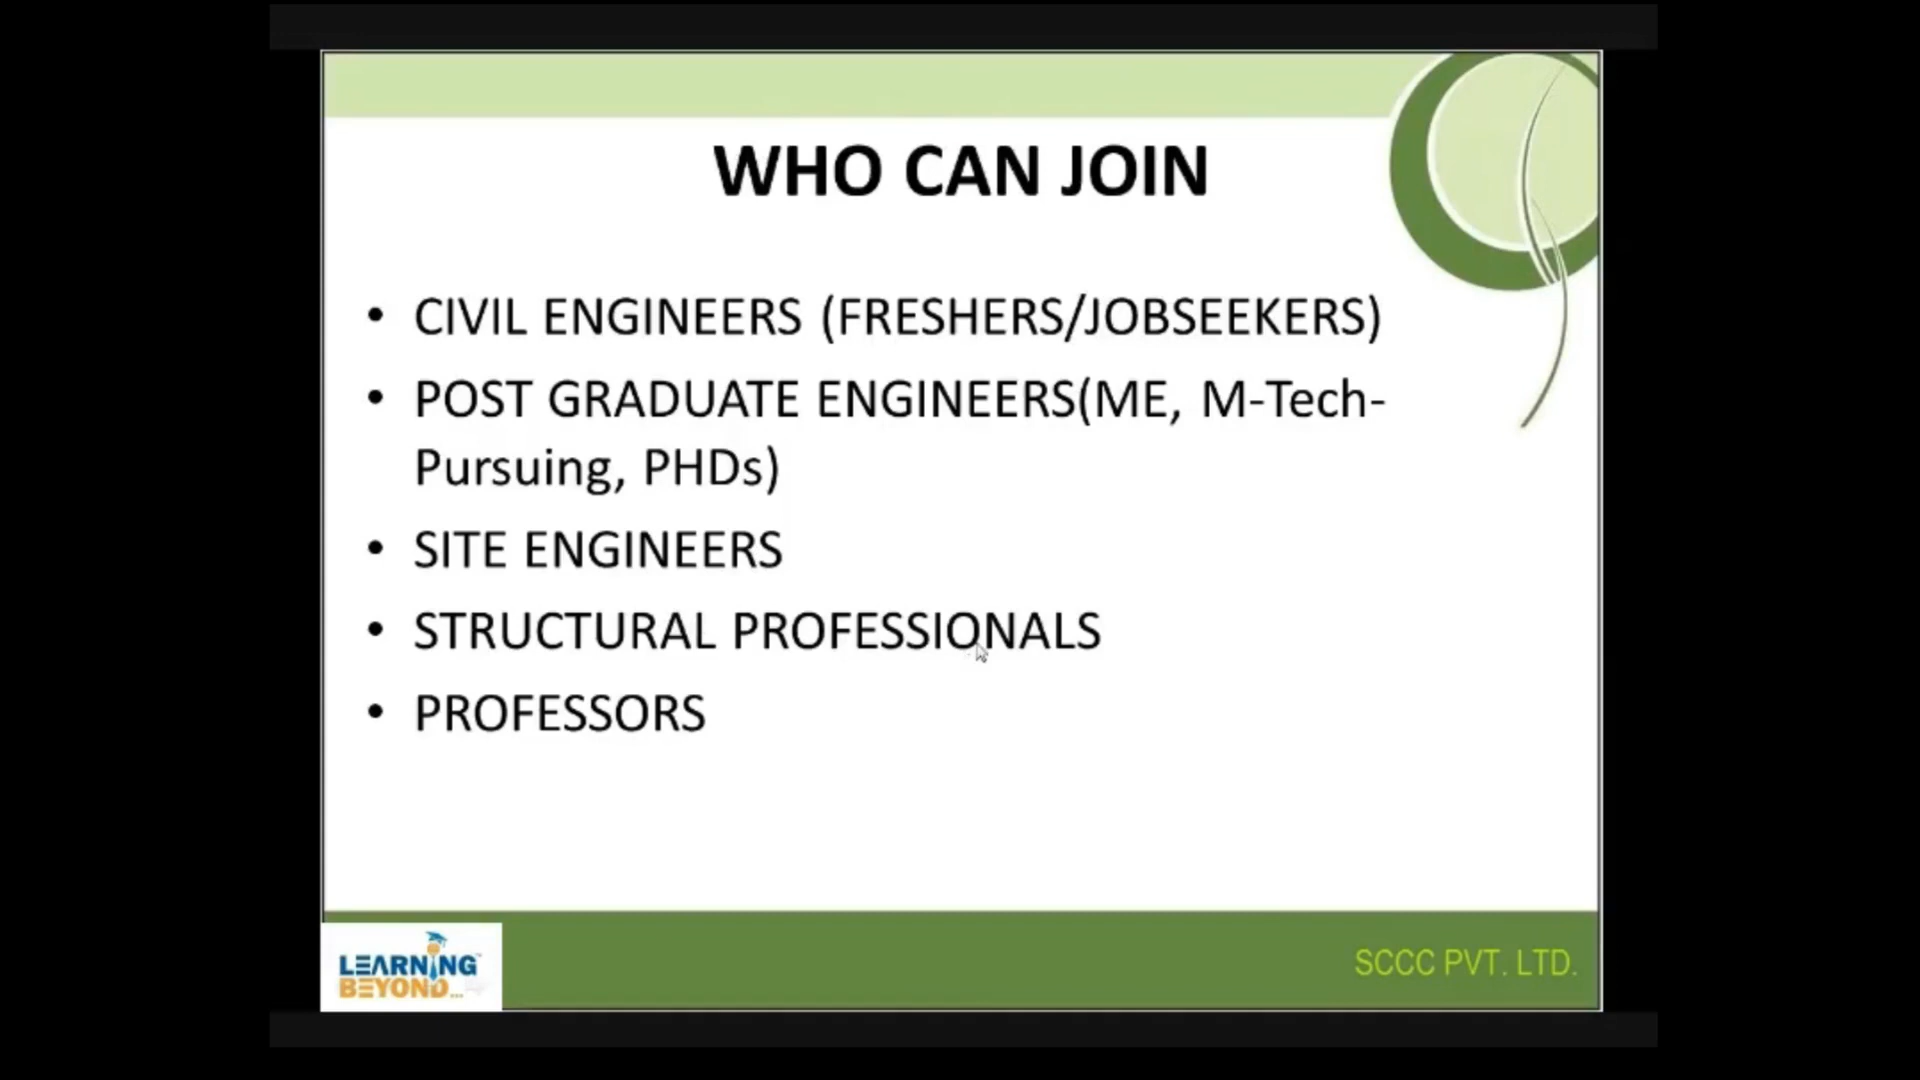 WHO CAN JOIN
• CIVIL ENGINEERS (FRESHERS/JOBSEEKERS)
• POST GRADUATE ENGINEERS(ME, M-Tech-
Pursuing, PHDs)
• SITE ENGINEERS
• STRUCTURAL PROFESSIONALS
• PROFESSORS
LEARNING
BEYOND...
SCCC PVT. LTD.